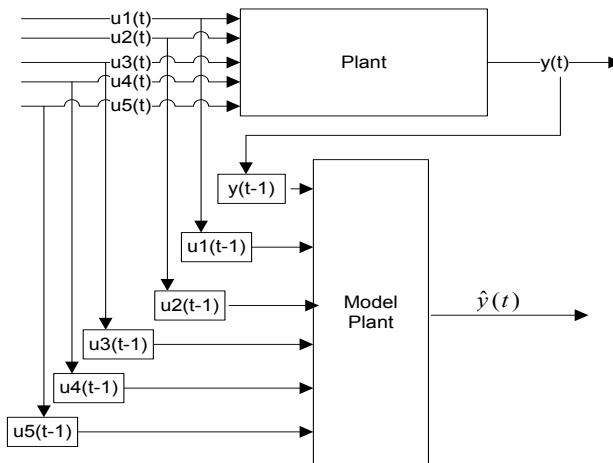 u1(t)
u2(t)
u3(t)
u4(t)
u5(t)
Plant
y(t)
y(t-1)
u1(t-1)
u2(t-1)
u3(t-1)
u4(t-1)
u5(t-1)
Model
Plant
ŷ(t)